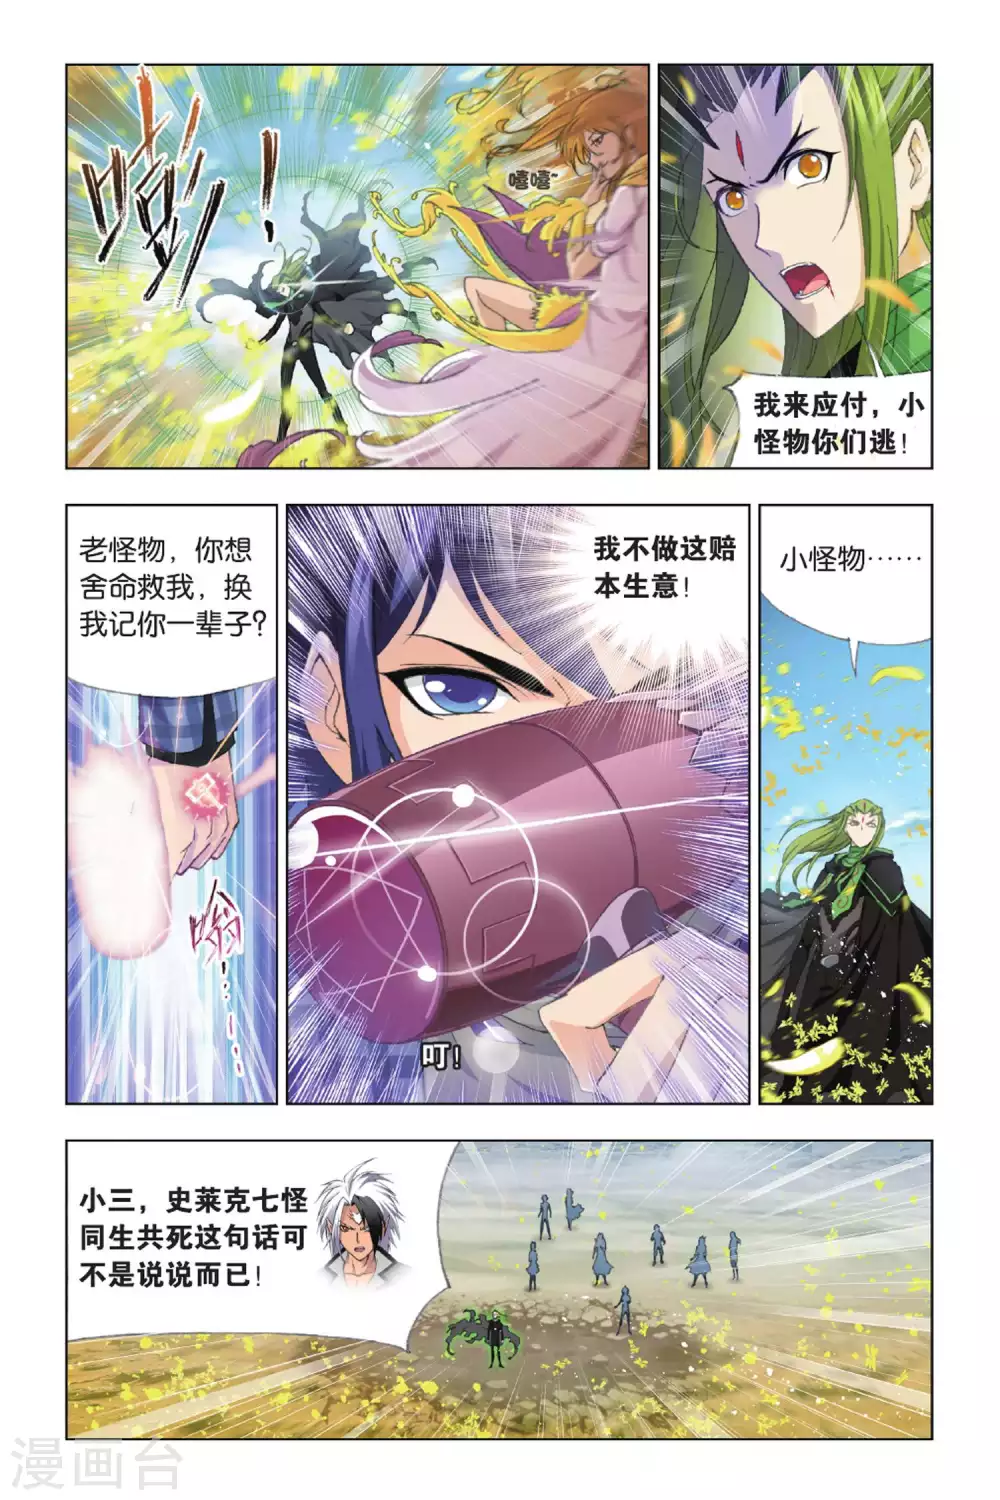 嘭！
嘻嘻~
我来应付，小
怪物你们逃！
老怪物，你想
舍命救我，换
我记你一辈子？
嗡！
我不做这赔
本生意！
叮！
小怪物……
小三，史莱克七怪
同生共死这句话可
不是说说而已！
漫画台